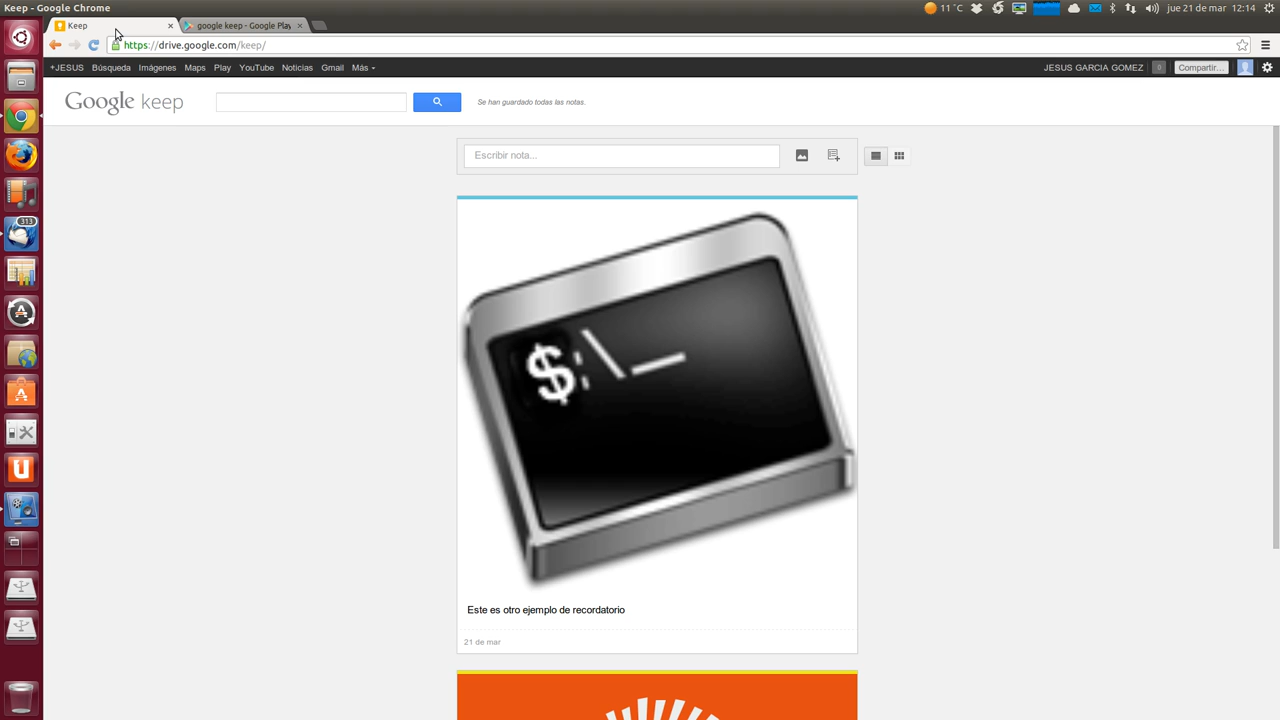 Keep - Google Chrome
11 °C
jue 21 de mar
12:14
Keep
google keep - Google Play
https://drive.google.com/keep/
+JESUS Búsqueda Imágenes Maps Play YouTube Noticias Gmail Más
JESUS GARCIA GOMEZ
0
Compartir...
Google keep
Se han guardado todas las notas.
Escribir nota...
313
$:\_
Este es otro ejemplo de recordatorio
21 de mar